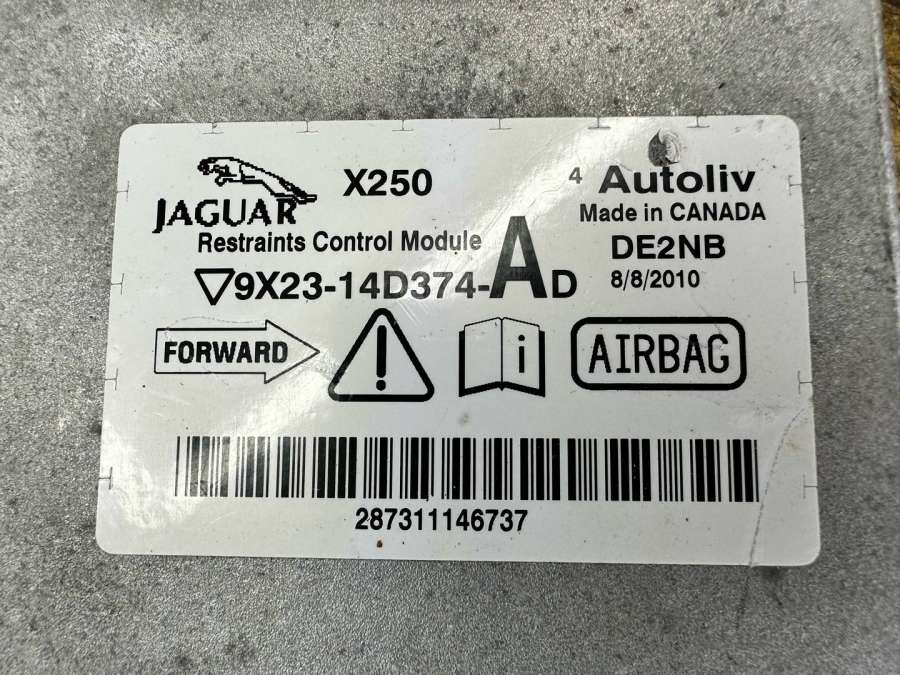 JAGUAR X250 4 Autoliv
Made in CANADA
Restraints Control Module DE2NB
9X23-14D374-AD 8/8/2010
FORWARD ! i AIRBAG
287311146737